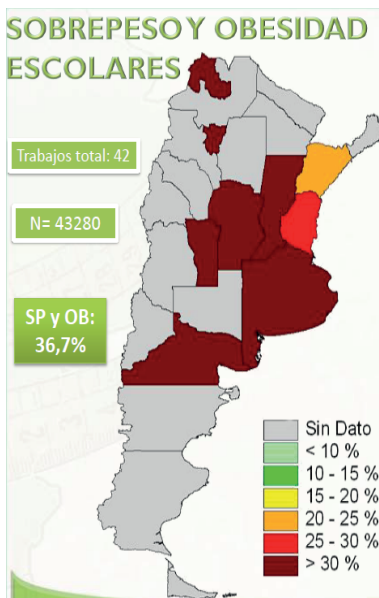 SOBREPESO Y OBESIDAD
ESCOLARES
Trabajos total: 42
N= 43280
SP y OB:
36,7%
Sin Dato
< 10 %
10 - 15 %
15 - 20 %
20 - 25 %
25 - 30 %
> 30 %